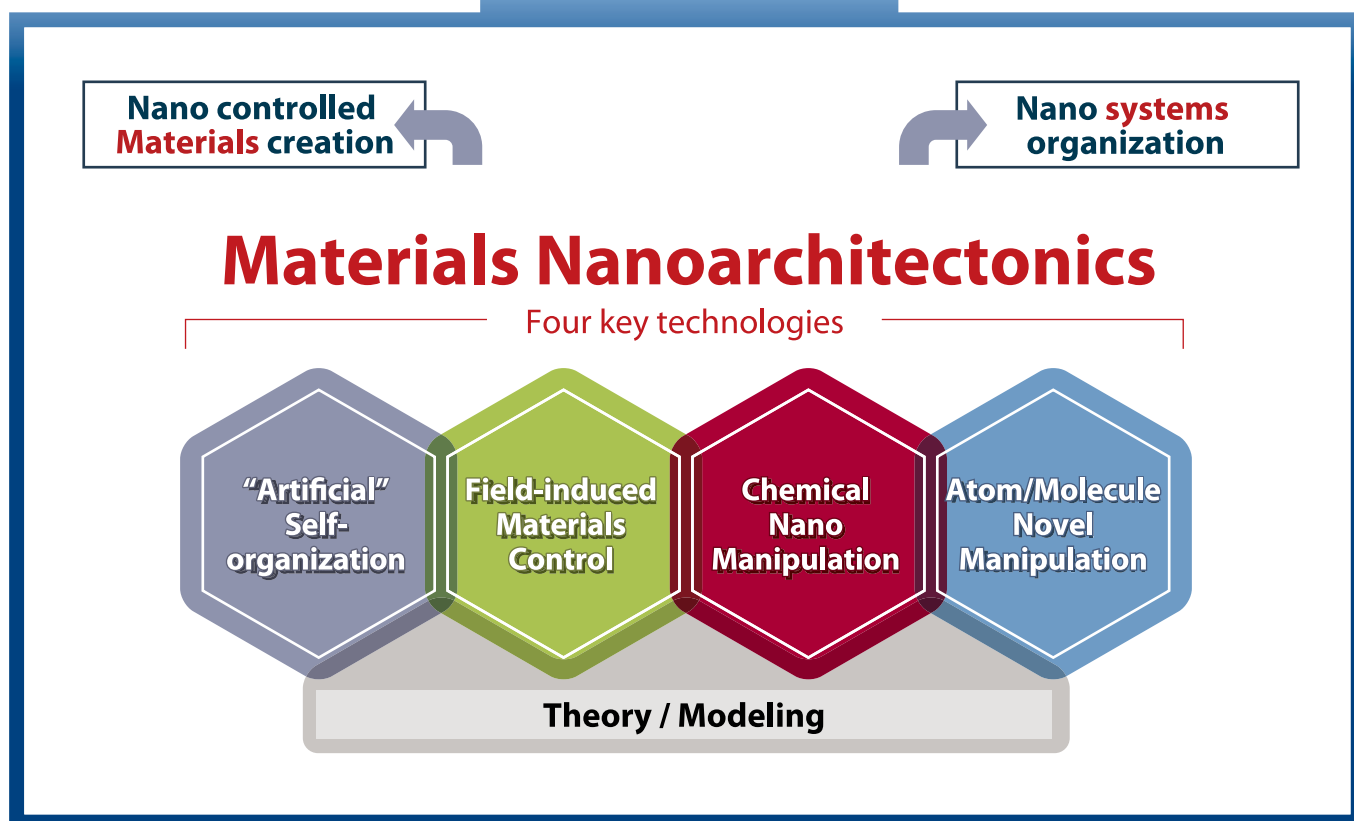 Nano controlled
Materials creation
Nano systems
organization
Materials Nanoarchitectonics
Four key technologies
“Artificial”
Self-
organization
Field-induced
Materials
Control
Chemical
Nano
Manipulation
Atom/Molecule
Novel
Manipulation
Theory / Modeling